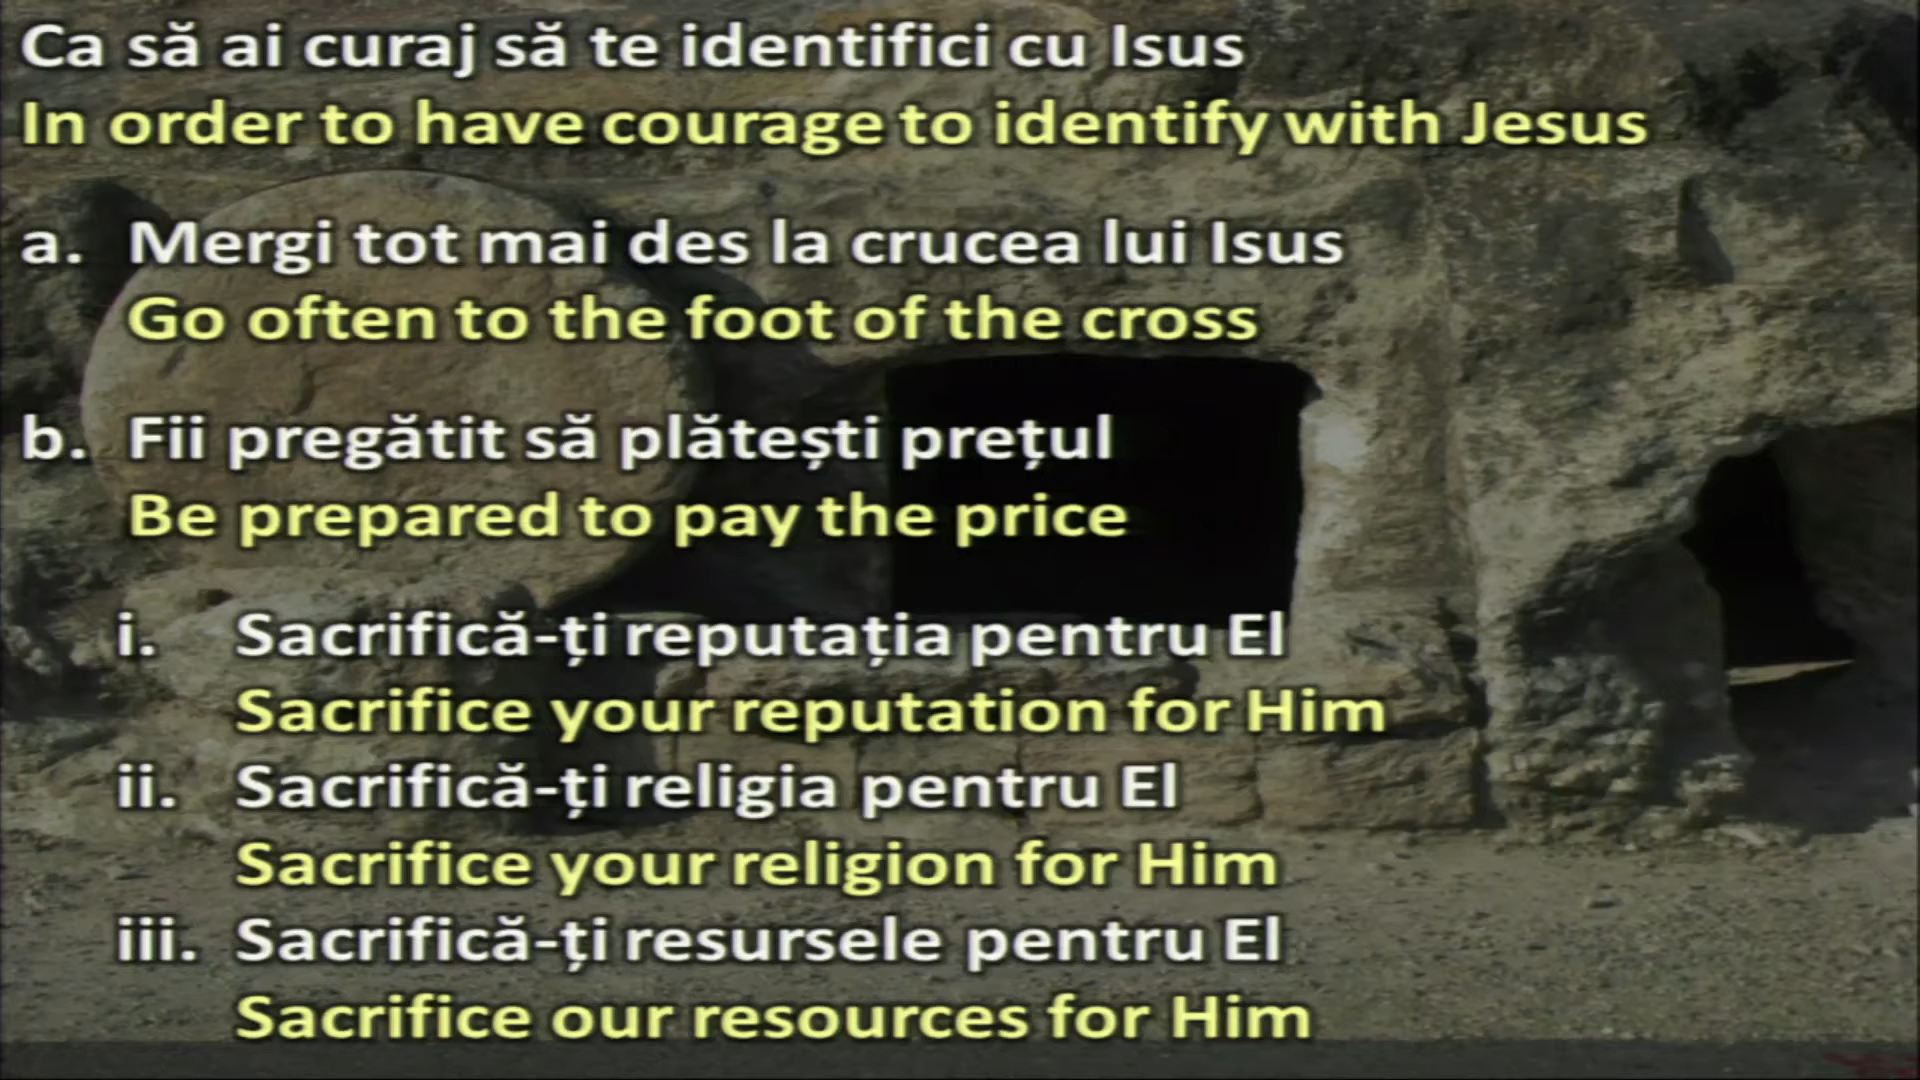 Ca să ai curaj să te identifici cu Isus
In order to have courage to identify with Jesus
a. Mergi tot mai des la crucea lui Isus
Go often to the foot of the cross
b. Fii pregătit să plătești prețul
Be prepared to pay the price
i. Sacrifică-ți reputația pentru El
Sacrifice your reputation for Him
ii. Sacrifică-ți religia pentru El
Sacrifice your religion for Him
iii. Sacrifică-ți resursele pentru El
Sacrifice our resources for Him